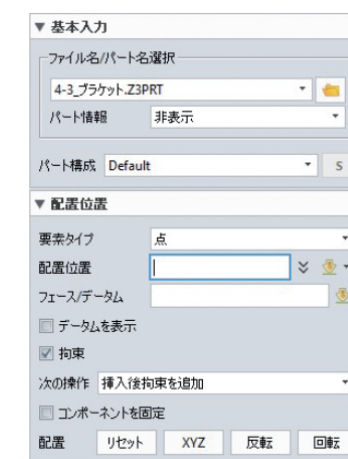 ▼ 基本入力
ファイル名/パート名選択
4-3_ブラケット.Z3PRT
パート情報 非表示
パート構成 Default S
▼ 配置位置
要素タイプ 点
配置位置
フェース/データム
データムを表示
拘束
次の操作 挿入後拘束を追加
コンポーネントを固定
配置 リセット XYZ 反転 回転